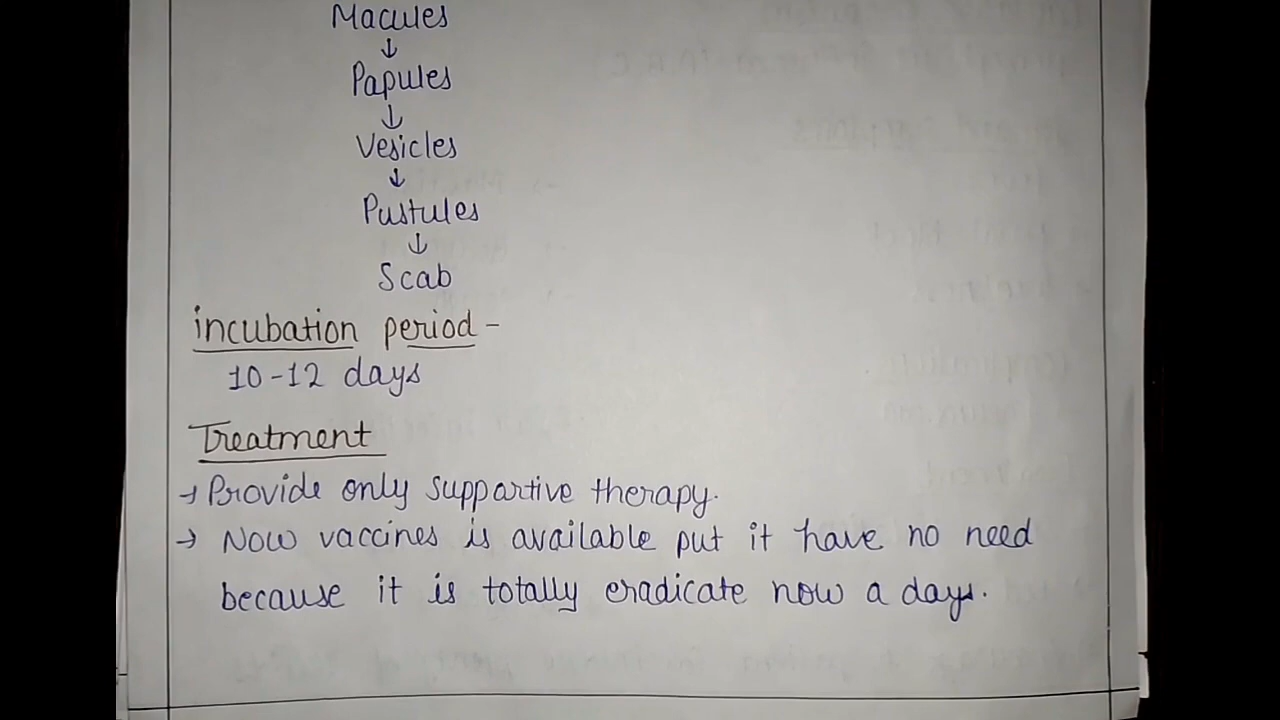 Macules
↓
Papules
↓
Vesicles
↓
Pustules
↓
Scab
incubation period -
10-12 days
Treatment
→ Provide only suppartive therapy.
→ Now vaccines is available put it have no need
because it is totally eradicate now a days.